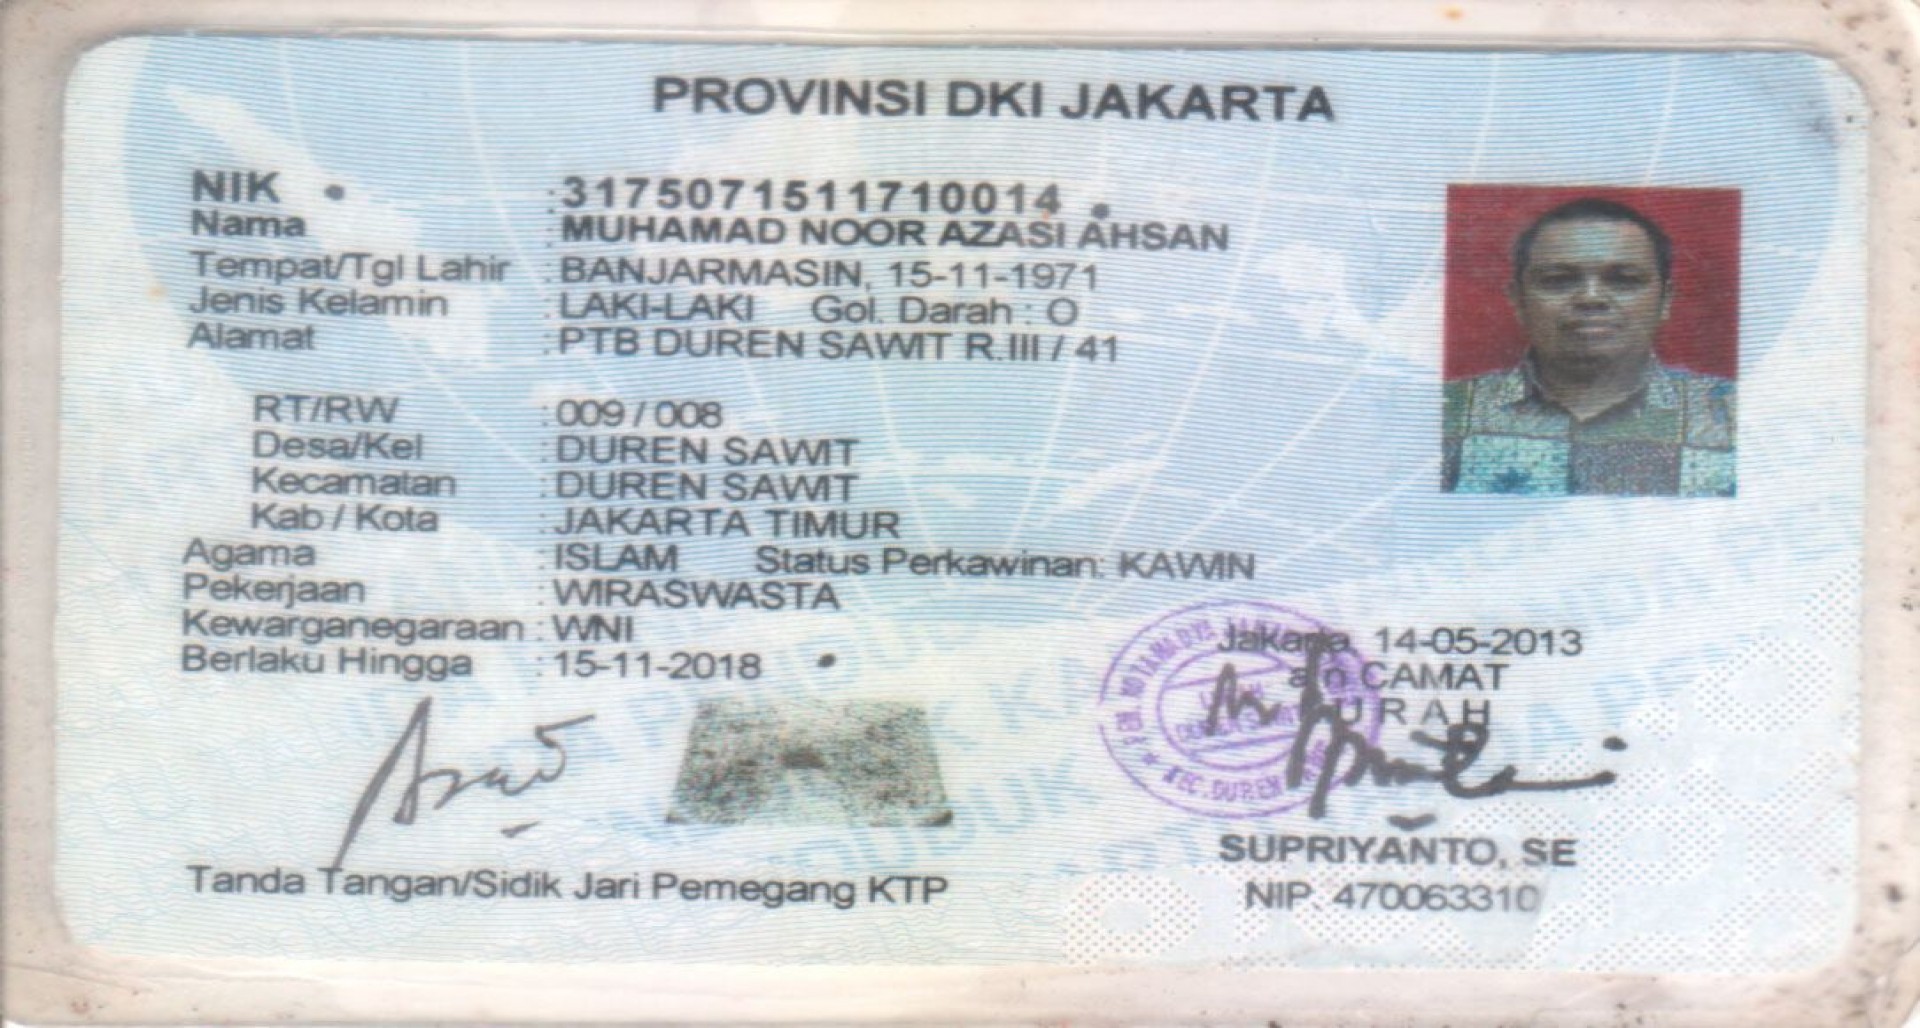 PROVINSI DKI JAKARTA
NIK : 3175071511710014
Nama : MUHAMAD NOOR AZASI AHSAN
Tempat/Tgl Lahir : BANJARMASIN, 15-11-1971
Jenis Kelamin : LAKI-LAKI Gol. Darah : O
Alamat : PTB DUREN SAWIT R.III / 41
RT/RW : 009 / 008
Desa/Kel : DUREN SAWIT
Kecamatan : DUREN SAWIT
Kab / Kota : JAKARTA TIMUR
Agama : ISLAM Status Perkawinan: KAWIN
Pekerjaan : WIRASWASTA
Kewarganegaraan : WNI
Berlaku Hingga : 15-11-2018
Jakarta, 14-05-2013
a.n CAMAT
LURAH
KEC. DUREN
SUPRIYANTO, SE
NIP. 470063310
Tanda Tangan/Sidik Jari Pemegang KTP